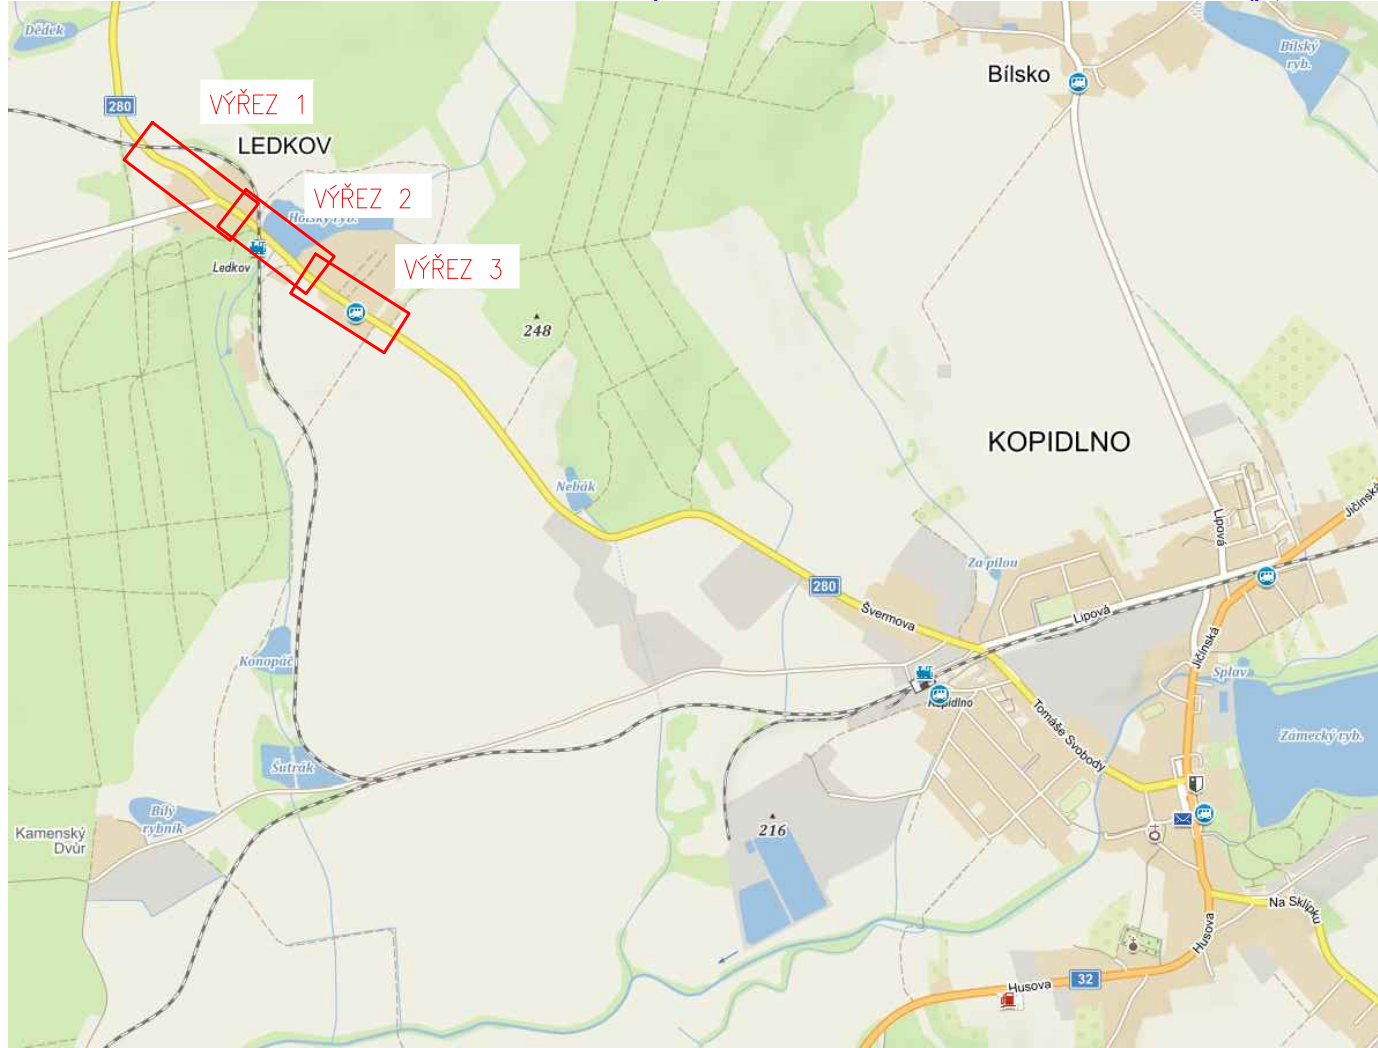 Dědek
Bílský
ryb.
Bílsko
280
VÝŘEZ 1
LEDKOV
VÝŘEZ 2
Holský ryb.
Ledkov
VÝŘEZ 3
248
KOPIDLNO
Nebák
Jičínská
Lipová
Za pilou
280
Švermova
Lipová
Jičínská
Konopáč
Splav
Kopidlno
Tomáše Svobody
Zámecký ryb.
Šutrák
Bílý
rybník
Kamenský
Dvůr
216
Na Sklípku
Husova
32
Husova